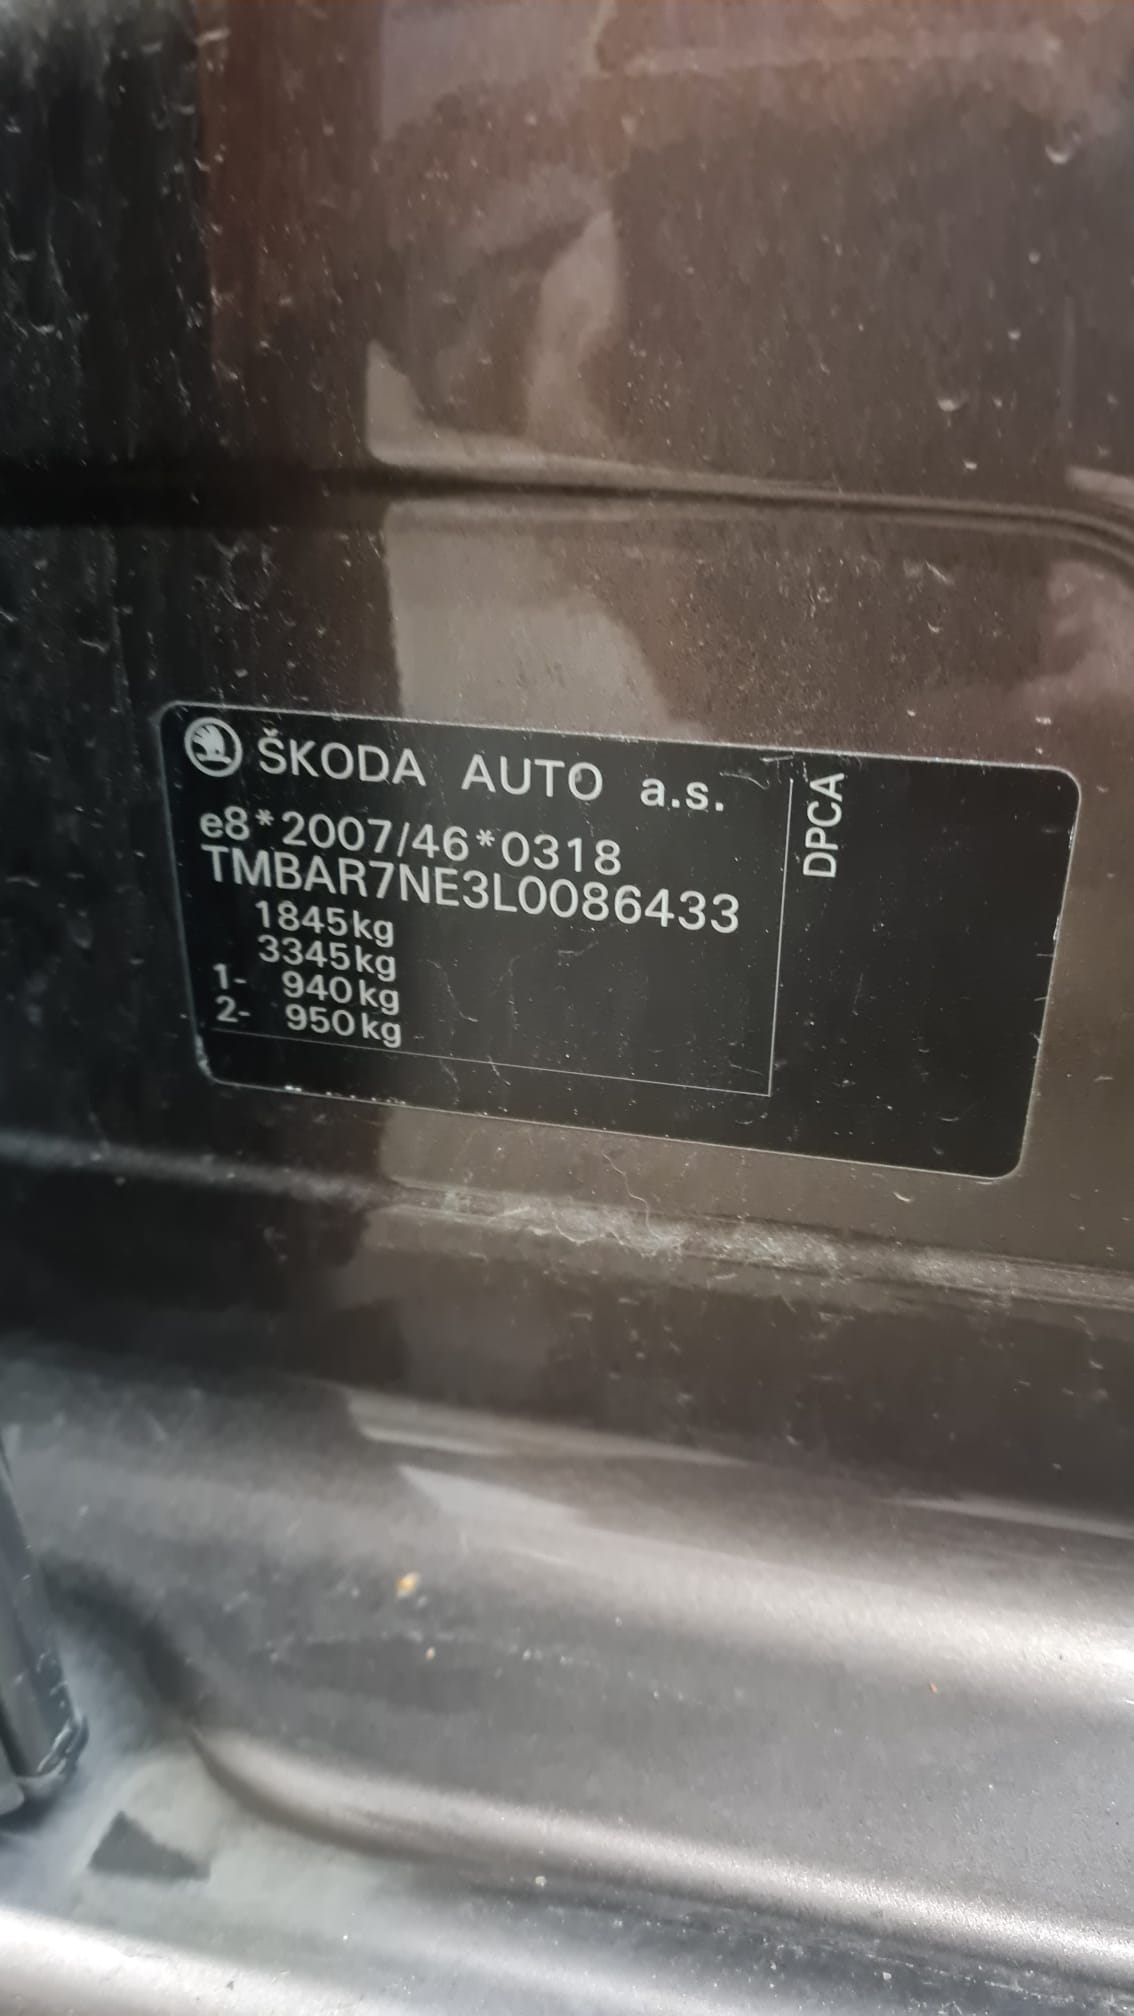 ŠKODA AUTO a.s.
e8*2007/46*0318
TMBAR7NE3L0086433
1845kg
3345kg
1- 940kg
2- 950kg
DPCA